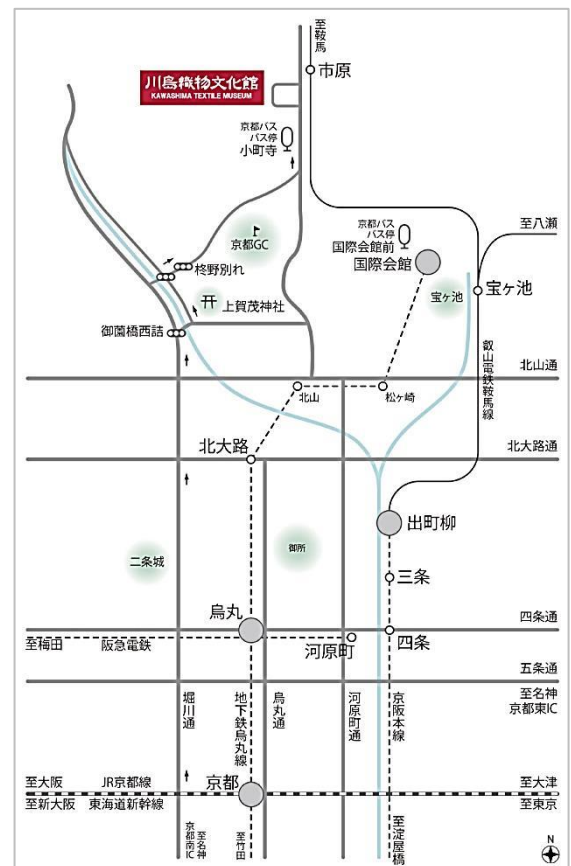 至鞍馬
市原
川島織物文化館
KAWASHIMA TEXTILE MUSEUM
京都バス
バス停
小町寺
京都バス
バス停
国際会館前
国際会館
至八瀬
京都GC
柊野別れ
上賀茂神社
宝ヶ池
宝ヶ池
御薗橋西詰
叡山電鉄鞍馬線
北山通
北山
松ヶ崎
北大路
北大路通
出町柳
二条城
御所
三条
烏丸
四条通
至梅田
阪急電鉄
河原町
四条
五条通
堀川通
地下鉄烏丸線
烏丸通
河原町通
京阪本線
至名神
京都東IC
京都
至大阪
JR京都線
至大津
至新大阪
東海道新幹線
至東京
至名神
京都南IC
至竹田
至淀屋橋
N